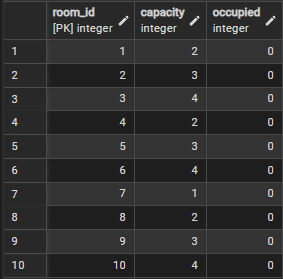 room_id capacity occupied
[PK] integer integer integer
1 1 2 0
2 2 3 0
3 3 4 0
4 4 2 0
5 5 3 0
6 6 4 0
7 7 1 0
8 8 2 0
9 9 3 0
10 10 4 0